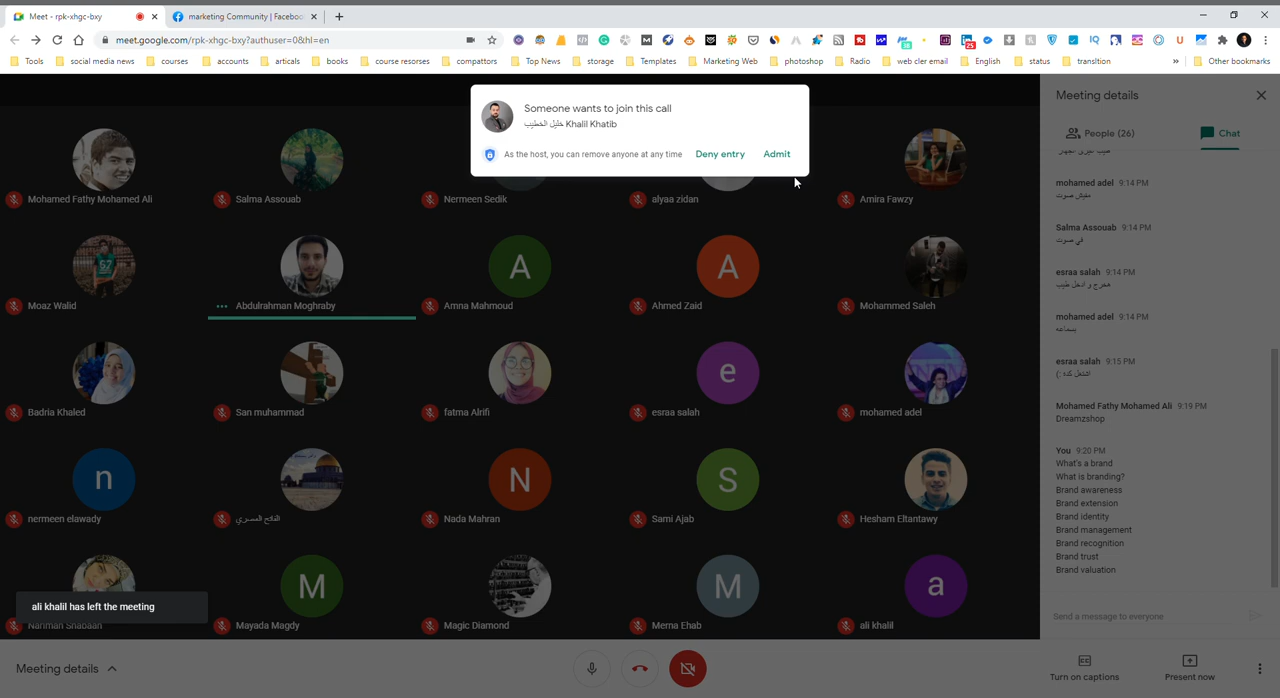 Meet - rpk-xhgc-bxy
marketing Community | Facebook
meet.google.com/rpk-xhgc-bxy?authuser=0&hl=en
Tools
social media news
courses
accounts
articals
books
course resorses
compattors
Top News
storage
Templates
Marketing Web
photoshop
Radio
web cler email
English
status
transltion
Other bookmarks
Someone wants to join this call
خليل الخطيب Khalil Khatib
As the host, you can remove anyone at any time
Deny entry
Admit
Meeting details
People (26)
Chat
Mohamed Fathy Mohamed Ali
Salma Assouab
Nermeen Sedik
alyaa zidan
Amira Fawzy
Moaz Walid
Abdulrahman Moghraby
A
Amna Mahmoud
A
Ahmed Zaid
Mohammed Saleh
Badria Khaled
San muhammad
fatma Alrifi
e
esraa salah
mohamed adel
n
nermeen elawady
الفاتح المصري
N
Nada Mahran
S
Sami Ajab
Hesham Eltantawy
Nariman Shabaan
M
Mayada Magdy
Magic Diamond
M
Merna Ehab
a
ali khalil
ali khalil has left the meeting
mohamed adel 9:14 PM
مفيش صوت
Salma Assouab 9:14 PM
في صوت
esraa salah 9:14 PM
هخرج و ادخل طيب
mohamed adel 9:14 PM
esraa salah 9:15 PM
اشتغل كده :)
Mohamed Fathy Mohamed Ali 9:19 PM
Dreamzshop
You 9:20 PM
What's a brand
What is branding?
Brand awareness
Brand extension
Brand identity
Brand management
Brand recognition
Brand trust
Brand valuation
Send a message to everyone
Meeting details
Turn on captions
Present now